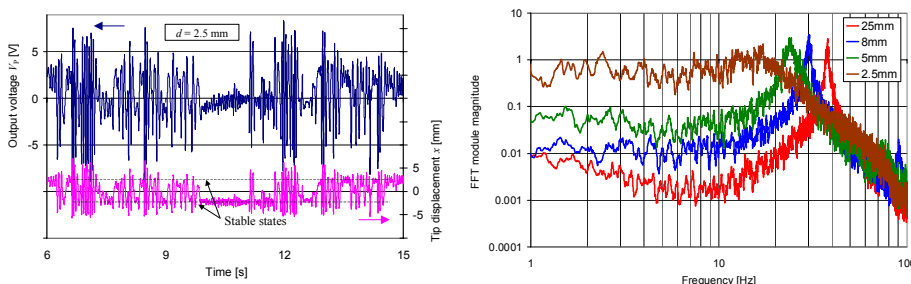 Output voltage Vp [V]
5
0
-5
d = 2.5 mm
Stable states
5
0
-5
Tip displacement x [mm]
6
9
12
15
Time [s]
FFT module magnitude
10
1
0.1
0.01
0.001
0.0001
25mm
8mm
5mm
2.5mm
1
10
100
Frequency [Hz]